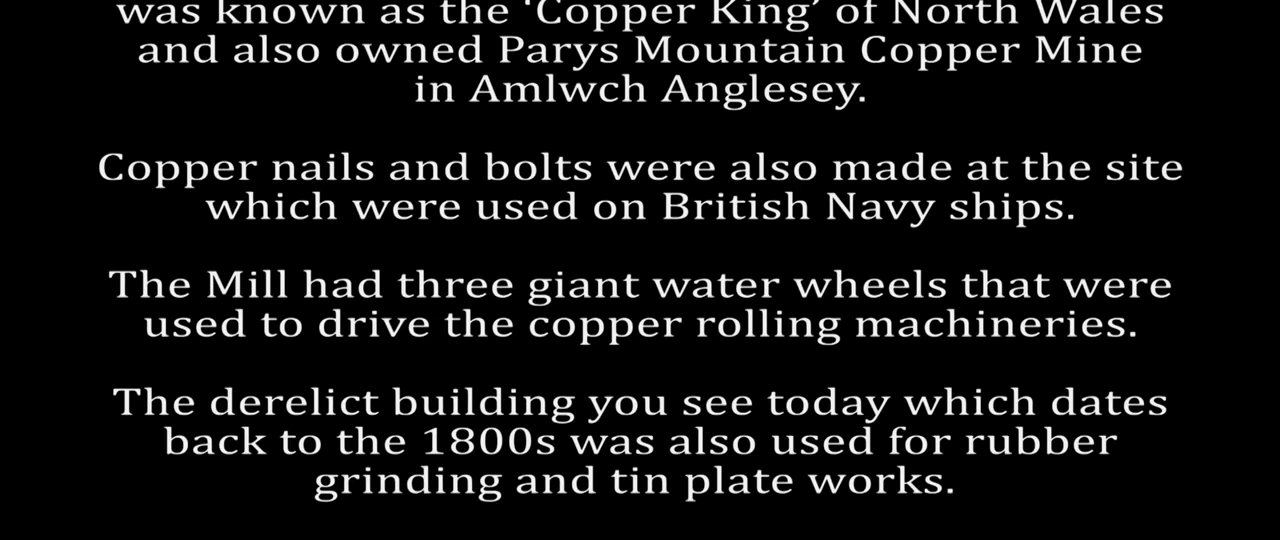 was known as the ‘Copper King’ of North Wales
and also owned Parys Mountain Copper Mine
in Amlwch Anglesey.
Copper nails and bolts were also made at the site
which were used on British Navy ships.
The Mill had three giant water wheels that were
used to drive the copper rolling machineries.
The derelict building you see today which dates
back to the 1800s was also used for rubber
grinding and tin plate works.